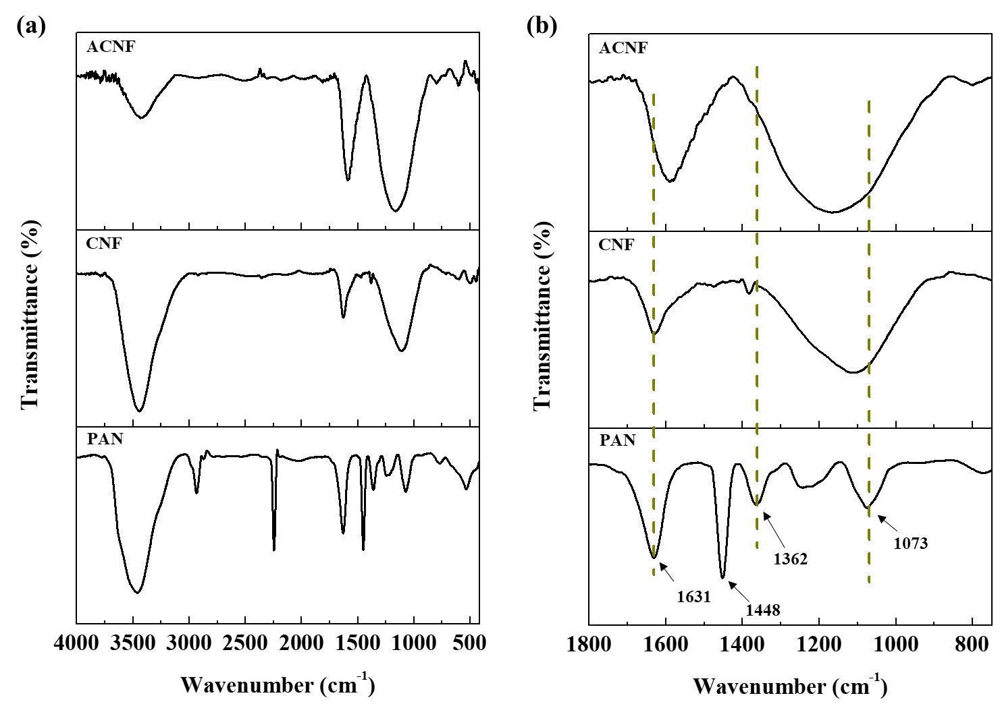 (a)
ACNF
CNF
PAN
Transmittance (%)
4000 3500 3000 2500 2000 1500 1000 500
Wavenumber (cm⁻¹)
(b)
ACNF
CNF
PAN
1073
1362
1631
1448
Transmittance (%)
1800 1600 1400 1200 1000 800
Wavenumber (cm⁻¹)